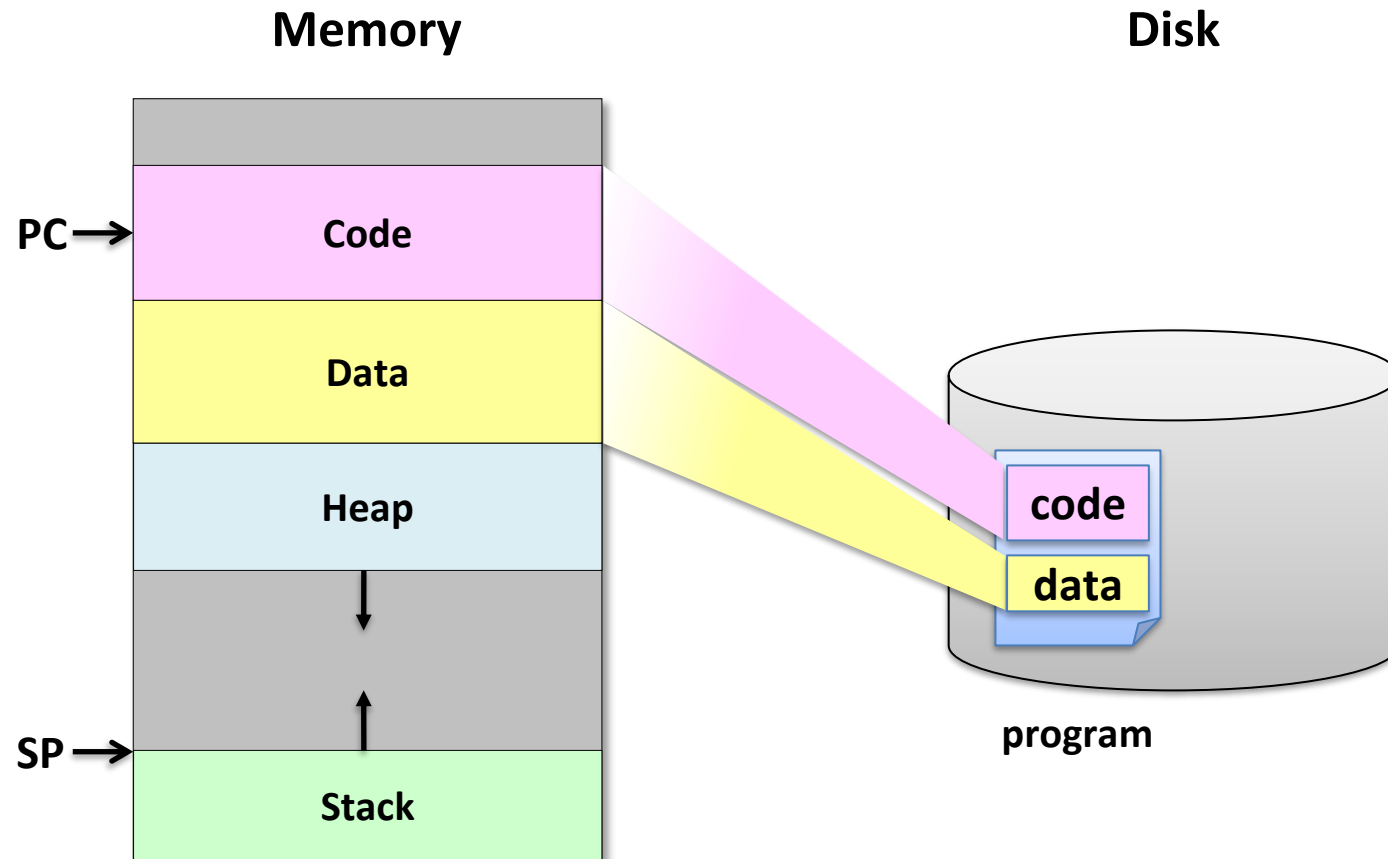 Memory
Disk
PC
Code
Data
Heap
code
data
program
SP
Stack